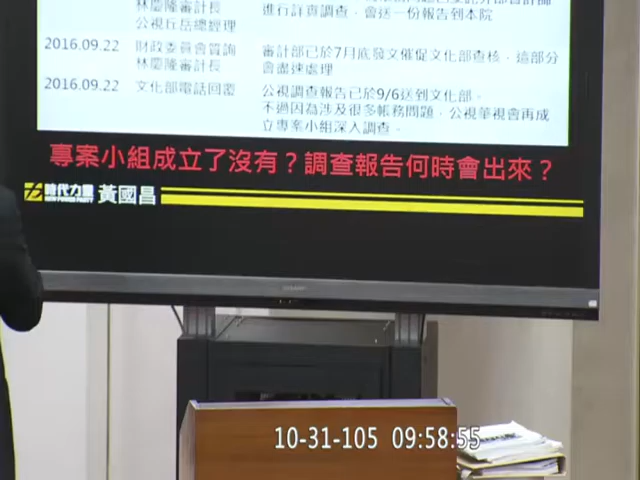 林慶隆審計長
進行詳實調查，會送一份報告到本院
公視丘岳總經理
2016.09.22 財政委員會質詢 審計部已於7月底發文催促文化部查核，這部分
林慶隆審計長 會盡速處理
2016.09.22 文化部電話回覆 公視調查報告已於9/6送到文化部。
不過因為涉及很多帳務問題，公視華視會再成
立專案小組深入調查。
專案小組成立了沒有？調查報告何時會出來？
時代力量 黃國昌
NEW POWER PARTY
SHARP
10-31-105 09:58:55